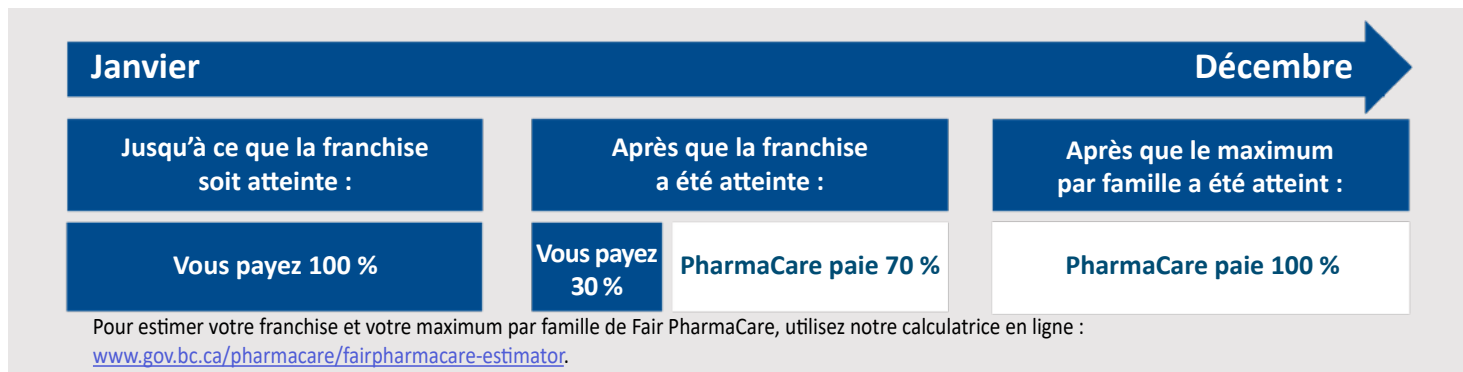 Janvier
Décembre
Jusqu’à ce que la franchise
soit atteinte :
Après que la franchise
a été atteinte :
Après que le maximum
par famille a été atteint :
Vous payez 100 %
Vous payez
30 %
PharmaCare paie 70 %
PharmaCare paie 100 %
Pour estimer votre franchise et votre maximum par famille de Fair PharmaCare, utilisez notre calculatrice en ligne :
www.gov.bc.ca/pharmacare/fairpharmacare-estimator.